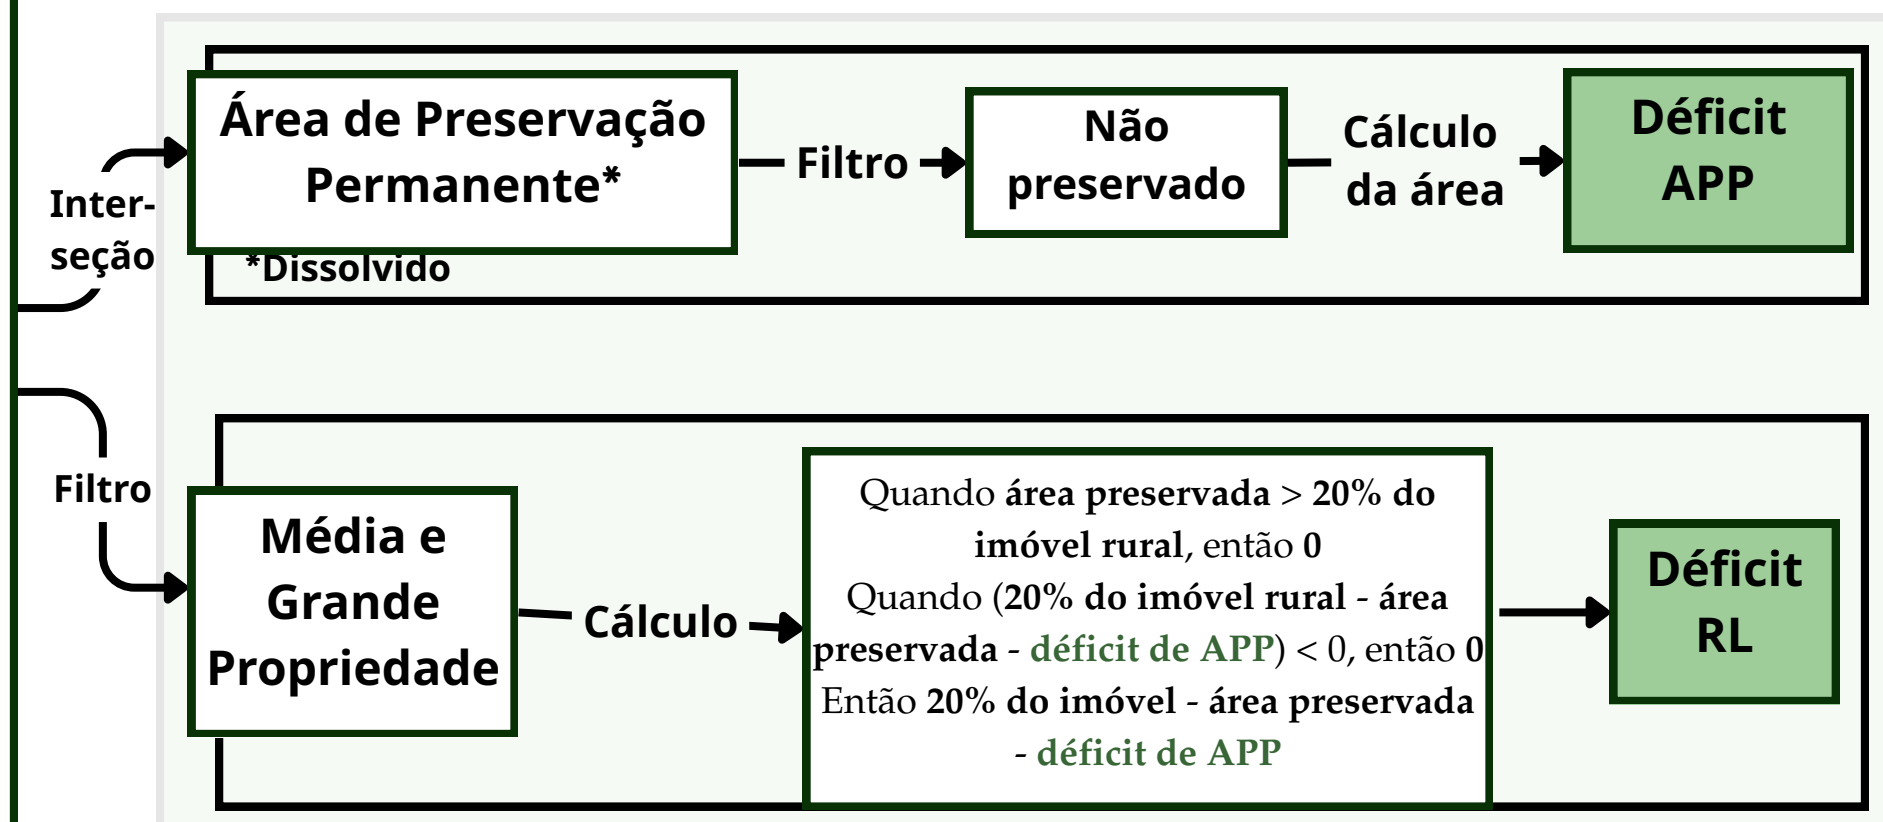 Área de Preservação
Permanente*
*Dissolvido
Filtro
Não
preservado
Cálculo
da área
Déficit
APP
Inter-
seção
Filtro
Média e
Grande
Propriedade
Cálculo
Quando área preservada > 20% do
imóvel rural, então 0
Quando (20% do imóvel rural - área
preservada - déficit de APP) < 0, então 0
Então 20% do imóvel - área preservada
- déficit de APP
Déficit
RL